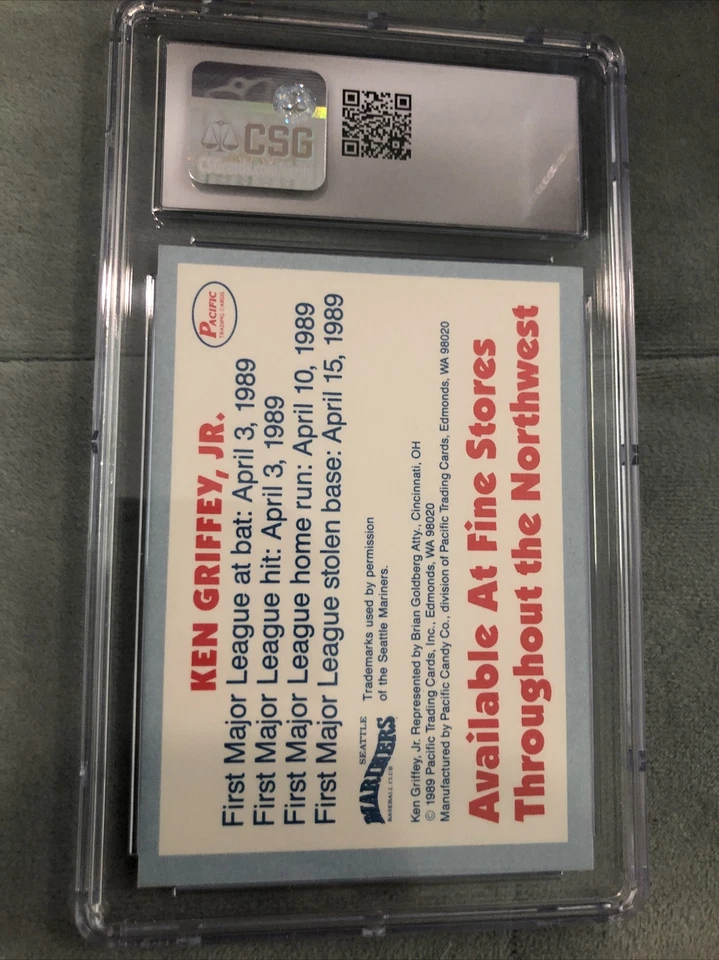 CSG
PACIFIC
TRADING CARDS
KEN GRIFFEY, JR.
First Major League at bat: April 3, 1989
First Major League hit: April 3, 1989
First Major League home run: April 10, 1989
First Major League stolen base: April 15, 1989
SEATTLE
MARINERS
BASEBALL CLUB
Trademarks used by permission
of the Seattle Mariners.
Ken Griffey, Jr. Represented by Brian Goldberg Atty., Cincinnati, OH
© 1989 Pacific Trading Cards, Inc., Edmonds, WA 98020
Manufactured by Pacific Candy Co., division of Pacific Trading Cards, Edmonds, WA 98020
Available At Fine Stores
Throughout the Northwest